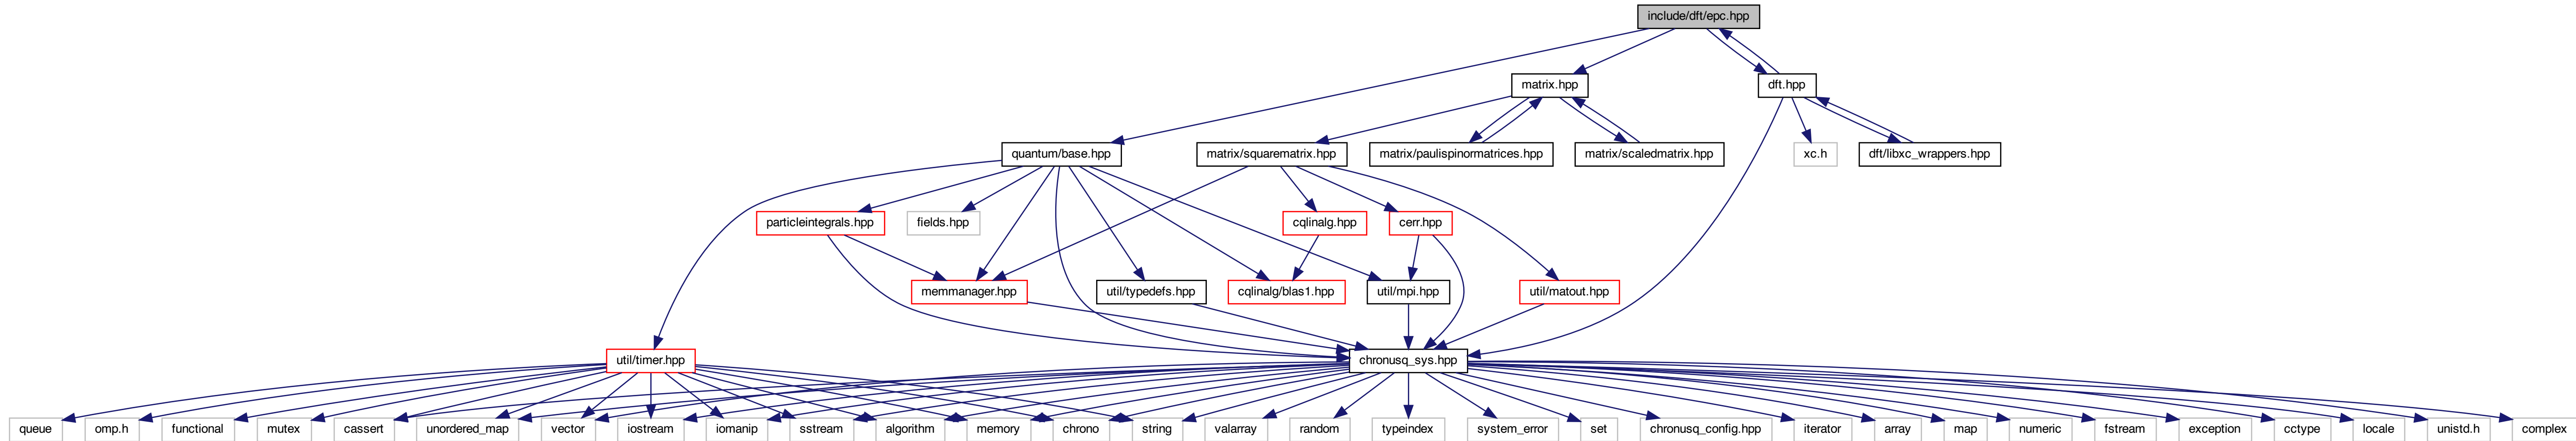 include/dft/epc.hpp
matrix.hpp
dft.hpp
quantum/base.hpp
matrix/squarematrix.hpp
matrix/paulispinormatrices.hpp
matrix/scaledmatrix.hpp
xc.h
dft/libxc_wrappers.hpp
particleintegrals.hpp
fields.hpp
cqlinalg.hpp
cerr.hpp
memmanager.hpp
util/typedefs.hpp
cqlinalg/blas1.hpp
util/mpi.hpp
util/matout.hpp
util/timer.hpp
chronusq_sys.hpp
queue
omp.h
functional
mutex
cassert
unordered_map
vector
iostream
iomanip
sstream
algorithm
memory
chrono
string
valarray
random
typeindex
system_error
set
chronusq_config.hpp
iterator
array
map
numeric
fstream
exception
cctype
locale
unistd.h
complex